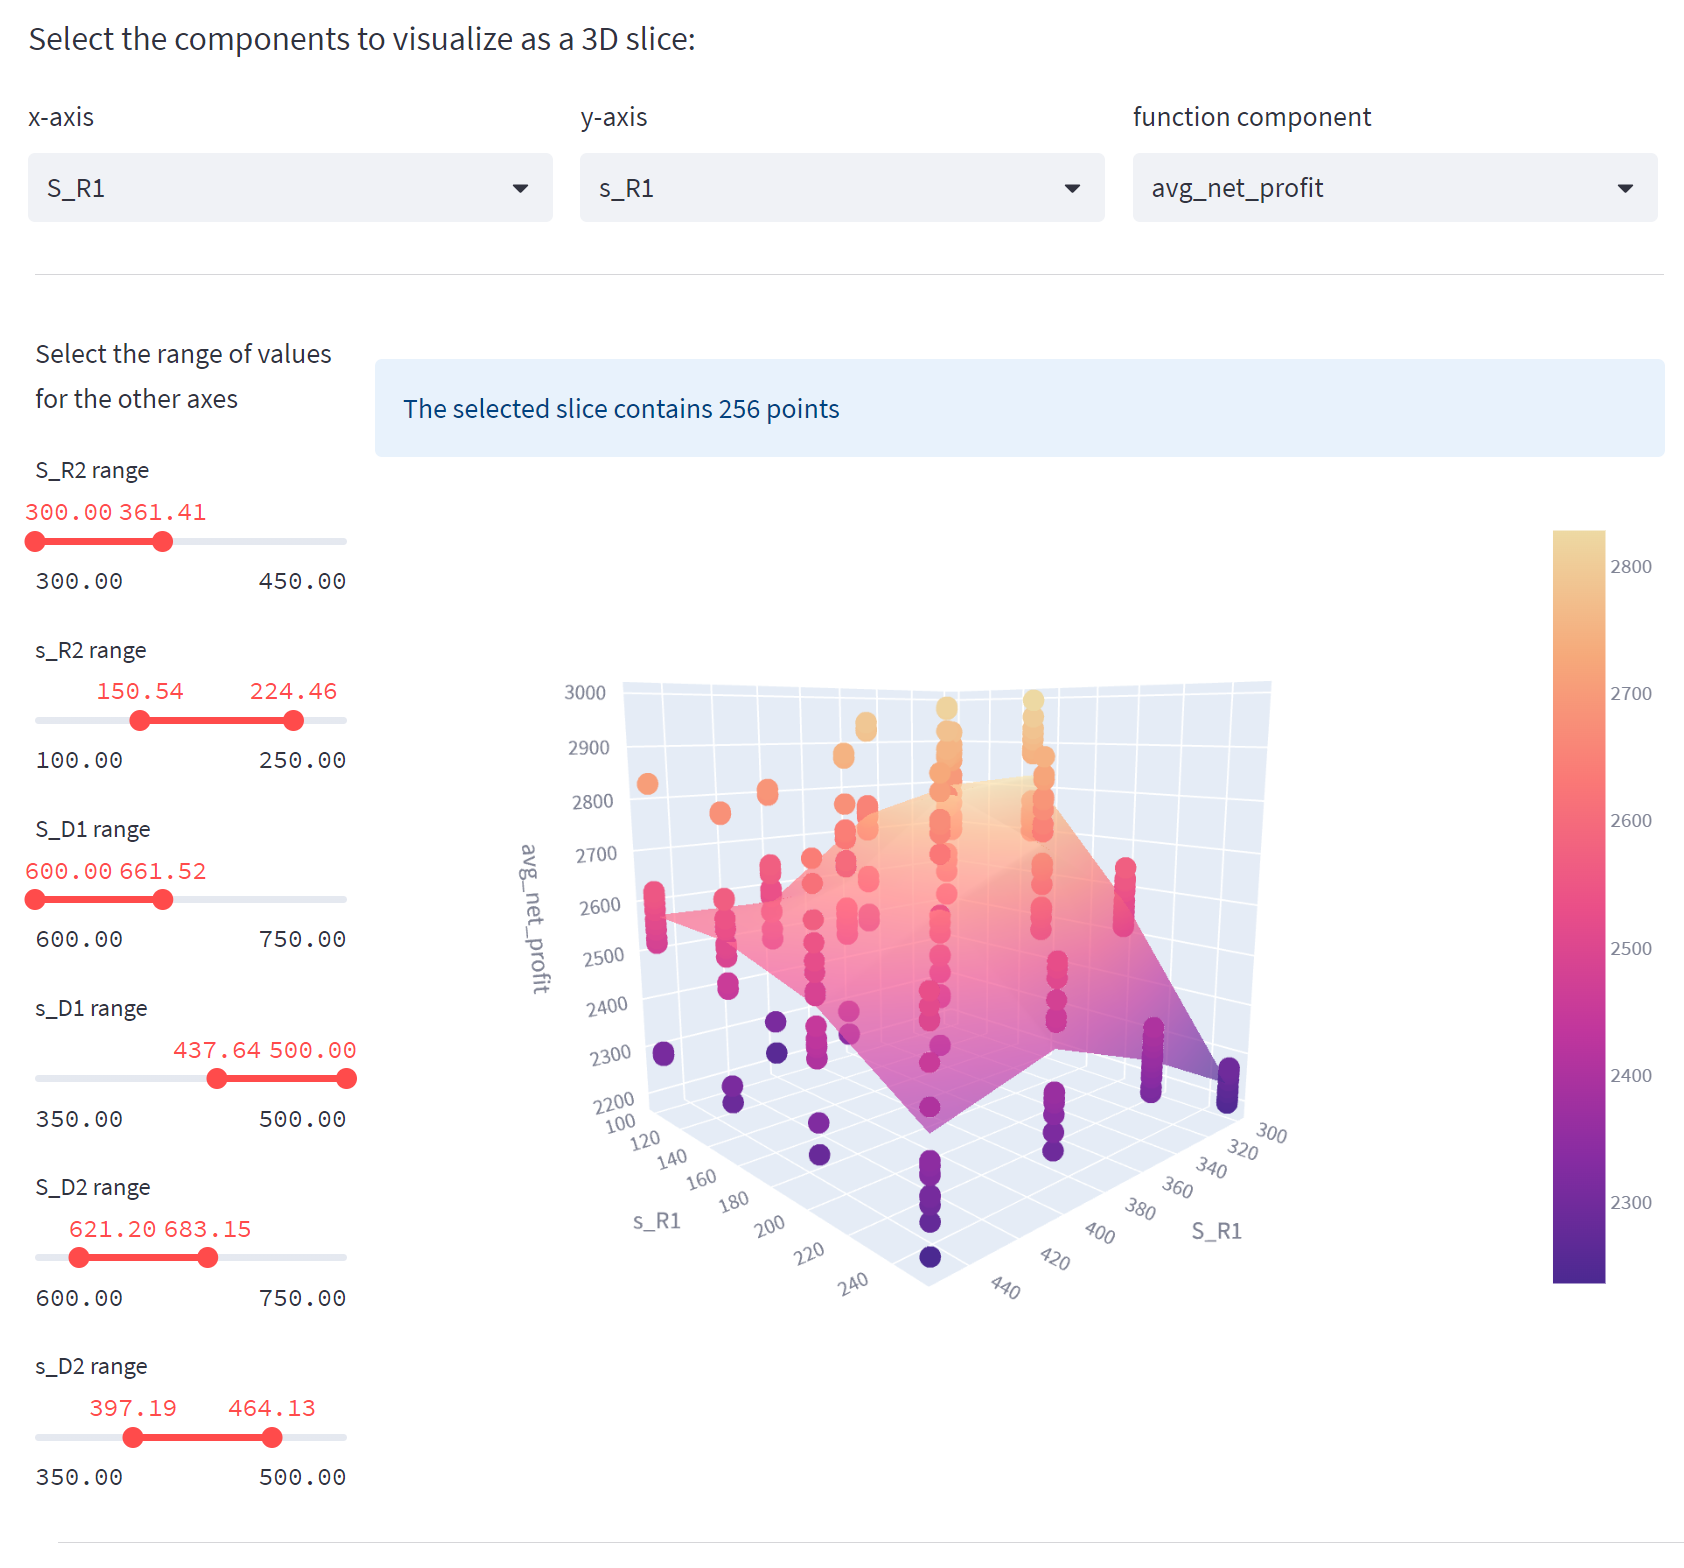 Select the components to visualize as a 3D slice:
x-axis
y-axis
function component
S_R1
s_R1
avg_net_profit
Select the range of values
for the other axes
The selected slice contains 256 points
S_R2 range
300.00 361.41
300.00 450.00
s_R2 range
150.54 224.46
100.00 250.00
S_D1 range
600.00 661.52
600.00 750.00
s_D1 range
437.64 500.00
350.00 500.00
S_D2 range
621.20 683.15
600.00 750.00
s_D2 range
397.19 464.13
350.00 500.00
avg_net_profit
3000
2900
2800
2700
2600
2500
2400
2300
2200
s_R1
100
120
140
160
180
200
220
240
S_R1
300
320
340
360
380
400
420
440
2800
2700
2600
2500
2400
2300